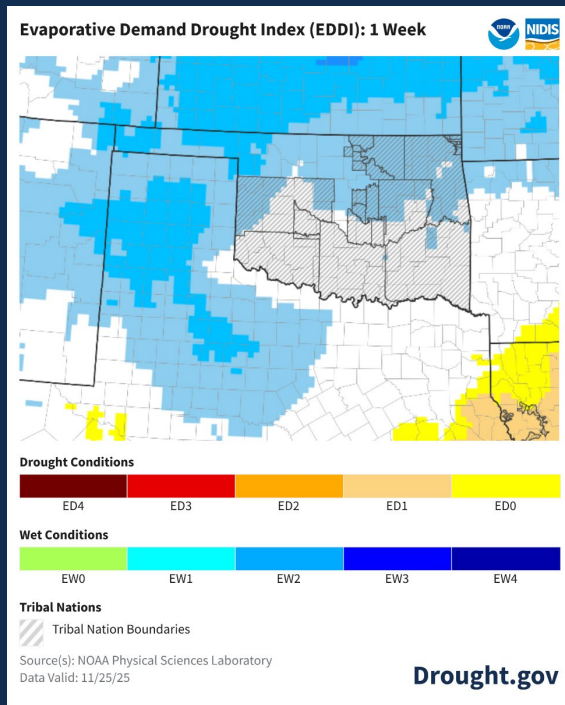 Evaporative Demand Drought Index (EDDI): 1 Week
NOAA
NIDIS
Drought Conditions
ED4 ED3 ED2 ED1 ED0
Wet Conditions
EW0 EW1 EW2 EW3 EW4
Tribal Nations
Tribal Nation Boundaries
Source(s): NOAA Physical Sciences Laboratory
Data Valid: 11/25/25
Drought.gov